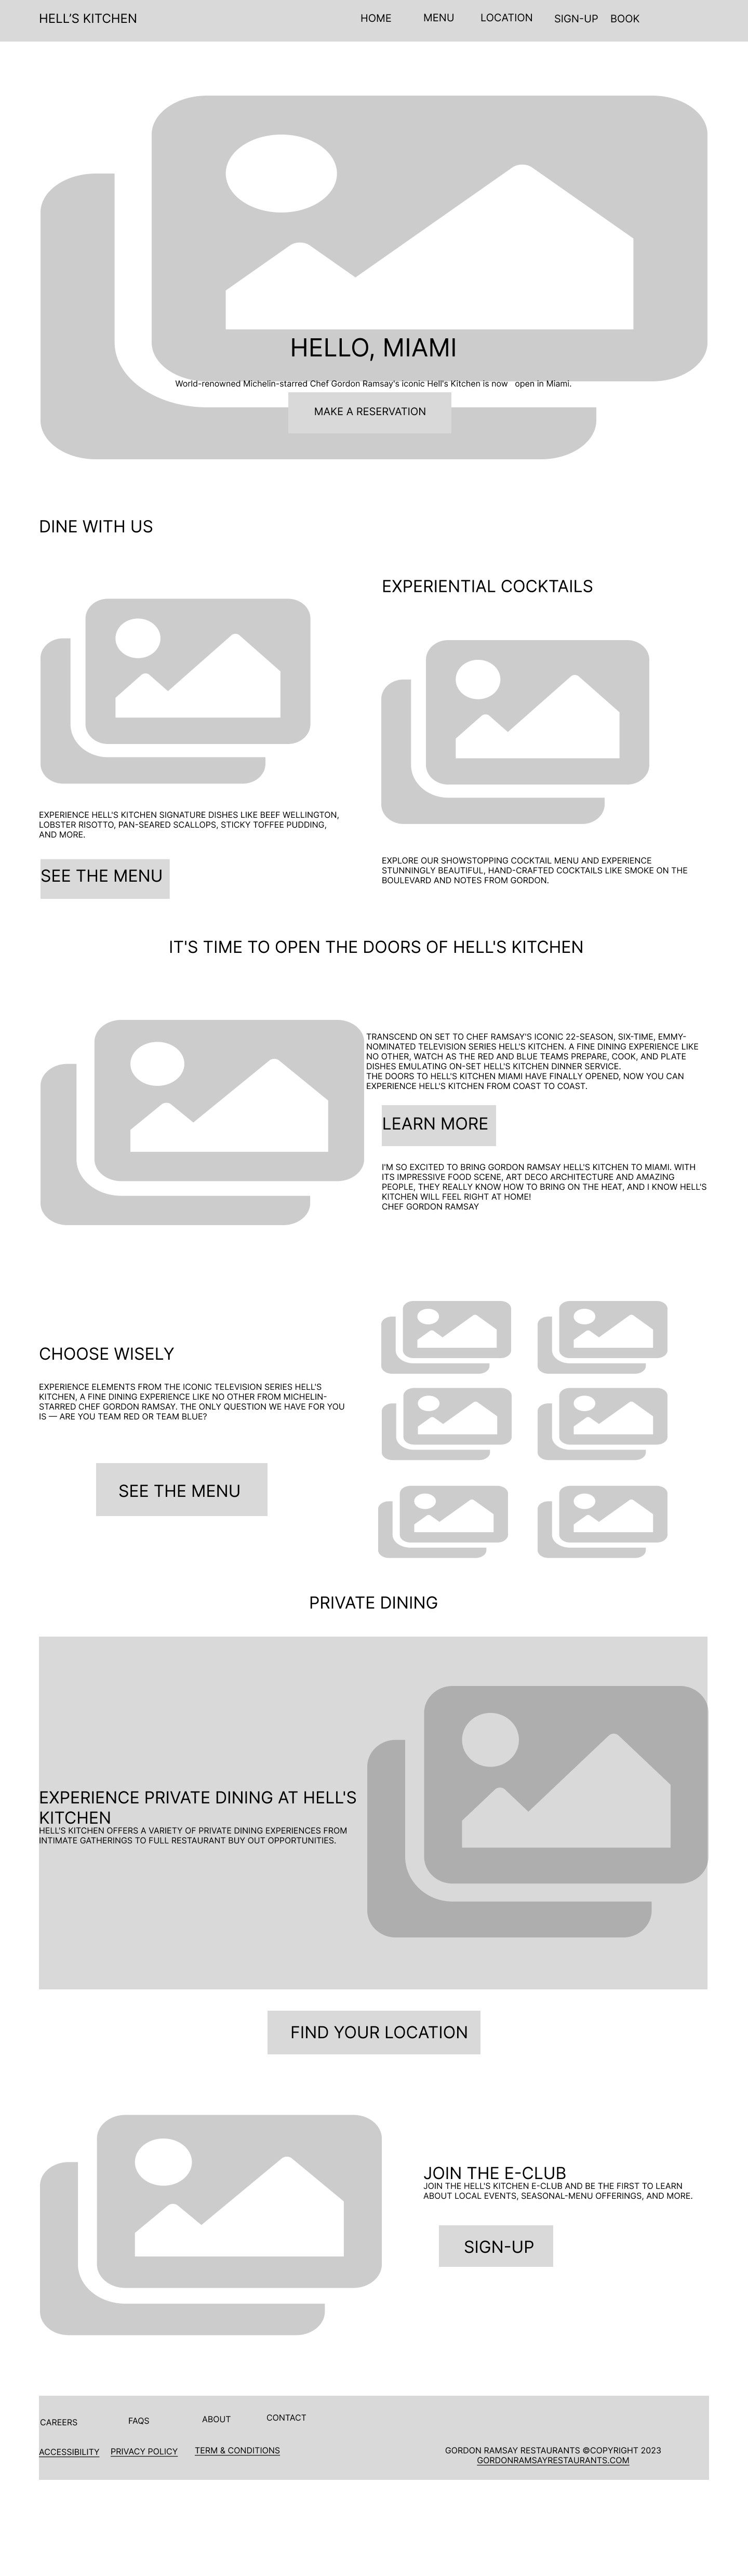 HELL'S KITCHEN
HOME
MENU
LOCATION
SIGN-UP
BOOK
HELLO, MIAMI
World-renowned Michelin-starred Chef Gordon Ramsay's iconic Hell's Kitchen is now open in Miami.
MAKE A RESERVATION
DINE WITH US
EXPERIENCE HELL'S KITCHEN SIGNATURE DISHES LIKE BEEF WELLINGTON,
LOBSTER RISOTTO, PAN-SEARED SCALLOPS, STICKY TOFFEE PUDDING,
AND MORE.
SEE THE MENU
EXPERIENTIAL COCKTAILS
EXPLORE OUR SHOWSTOPPING COCKTAIL MENU AND EXPERIENCE
STUNNINGLY BEAUTIFUL, HAND-CRAFTED COCKTAILS LIKE SMOKE ON THE
BOULEVARD AND NOTES FROM GORDON.
IT'S TIME TO OPEN THE DOORS OF HELL'S KITCHEN
TRANSCEND ON SET TO CHEF RAMSAY'S ICONIC 22-SEASON, SIX-TIME, EMMY-
NOMINATED TELEVISION SERIES HELL'S KITCHEN. A FINE DINING EXPERIENCE LIKE
NO OTHER, WATCH AS THE RED AND BLUE TEAMS PREPARE, COOK, AND PLATE
DISHES EMULATING ON-SET HELL'S KITCHEN DINNER SERVICE.
THE DOORS TO HELL'S KITCHEN MIAMI HAVE FINALLY OPENED, NOW YOU CAN
EXPERIENCE HELL'S KITCHEN FROM COAST TO COAST.
LEARN MORE
I'M SO EXCITED TO BRING GORDON RAMSAY HELL'S KITCHEN TO MIAMI. WITH
ITS IMPRESSIVE FOOD SCENE, ART DECO ARCHITECTURE AND AMAZING
PEOPLE, THEY REALLY KNOW HOW TO BRING ON THE HEAT, AND I KNOW HELL'S
KITCHEN WILL FEEL RIGHT AT HOME!
CHEF GORDON RAMSAY
CHOOSE WISELY
EXPERIENCE ELEMENTS FROM THE ICONIC TELEVISION SERIES HELL'S
KITCHEN, A FINE DINING EXPERIENCE LIKE NO OTHER FROM MICHELIN-
STARRED CHEF GORDON RAMSAY. THE ONLY QUESTION WE HAVE FOR YOU
IS — ARE YOU TEAM RED OR TEAM BLUE?
SEE THE MENU
PRIVATE DINING
EXPERIENCE PRIVATE DINING AT HELL'S
KITCHEN
HELL'S KITCHEN OFFERS A VARIETY OF PRIVATE DINING EXPERIENCES FROM
INTIMATE GATHERINGS TO FULL RESTAURANT BUY OUT OPPORTUNITIES.
FIND YOUR LOCATION
JOIN THE E-CLUB
JOIN THE HELL'S KITCHEN E-CLUB AND BE THE FIRST TO LEARN
ABOUT LOCAL EVENTS, SEASONAL-MENU OFFERINGS, AND MORE.
SIGN-UP
CAREERS
FAQS
ABOUT
CONTACT
ACCESSIBILITY
PRIVACY POLICY
TERM & CONDITIONS
GORDON RAMSAY RESTAURANTS ©COPYRIGHT 2023
GORDONRAMSAYRESTAURANTS.COM